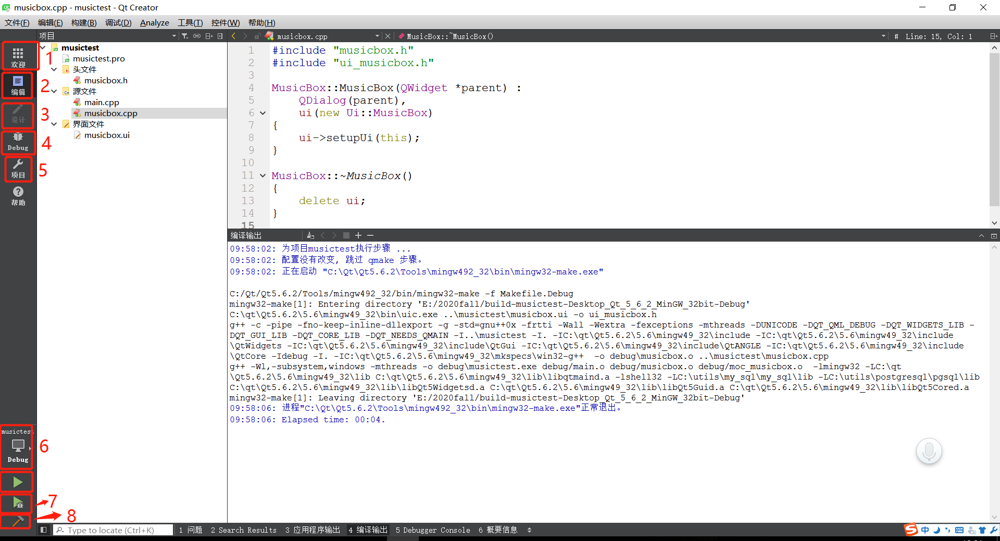 musicbox.cpp - musictest - Qt Creator
文件(F) 编辑(E) 构建(B) 调试(D) Analyze 工具(T) 控件(W) 帮助(H)
项目
musicbox.cpp
MusicBox::~MusicBox()
# Line: 15, Col: 1
欢迎
1
编辑
2
设计
3
Debug
4
项目
5
帮助
musictest
musictest.pro
头文件
musicbox.h
源文件
main.cpp
musicbox.cpp
界面文件
musicbox.ui
1 #include "musicbox.h"
2 #include "ui_musicbox.h"
3
4 MusicBox::MusicBox(QWidget *parent) :
5 QDialog(parent),
6 ui(new Ui::MusicBox)
7 {
8 ui->setupUi(this);
9 }
10
11 MusicBox::~MusicBox()
12 {
13 delete ui;
14 }
15
编译输出
09:58:02: 为项目musictest执行步骤 ...
09:58:02: 配置没有改变, 跳过 qmake 步骤。
09:58:02: 正在启动 "C:\Qt\Qt5.6.2\Tools\mingw492_32\bin\mingw32-make.exe"
C:/Qt/Qt5.6.2/Tools/mingw492_32/bin/mingw32-make -f Makefile.Debug
mingw32-make[1]: Entering directory 'E:/2020fall/build-musictest-Desktop_Qt_5_6_2_MinGW_32bit-Debug'
C:\qt\Qt5.6.2\5.6\mingw49_32\bin\uic.exe ..\musictest\musicbox.ui -o ui_musicbox.h
g++ -c -pipe -fno-keep-inline-dllexport -g -std=gnu++0x -frtti -Wall -Wextra -fexceptions -mthreads -DUNICODE -DQT_QML_DEBUG -DQT_WIDGETS_LIB -
DQT_GUI_LIB -DQT_CORE_LIB -DQT_NEEDS_QMAIN -I..\musictest -I. -IC:\qt\Qt5.6.2\5.6\mingw49_32\include -IC:\qt\Qt5.6.2\5.6\mingw49_32\include
\QtWidgets -IC:\qt\Qt5.6.2\5.6\mingw49_32\include\QtGui -IC:\qt\Qt5.6.2\5.6\mingw49_32\include\QtANGLE -IC:\qt\Qt5.6.2\5.6\mingw49_32\include
\QtCore -Idebug -I. -IC:\qt\Qt5.6.2\5.6\mingw49_32\mkspecs\win32-g++  -o debug\musicbox.o ..\musictest\musicbox.cpp
g++ -Wl,-subsystem,windows -mthreads -o debug\musictest.exe debug/main.o debug/musicbox.o debug/moc_musicbox.o  -lmingw32 -LC:\qt
\Qt5.6.2\5.6\mingw49_32\lib C:\qt\Qt5.6.2\5.6\mingw49_32\lib\libqtmaind.a -lshell32 -LC:\utils\my_sql\my_sql\lib -LC:\utils\postgresql\pgsql\lib
C:\qt\Qt5.6.2\5.6\mingw49_32\lib\libQt5Widgetsd.a C:\qt\Qt5.6.2\5.6\mingw49_32\lib\libQt5Guid.a C:\qt\Qt5.6.2\5.6\mingw49_32\lib\libQt5Cored.a
mingw32-make[1]: Leaving directory 'E:/2020fall/build-musictest-Desktop_Qt_5_6_2_MinGW_32bit-Debug'
09:58:06: 进程"C:\Qt\Qt5.6.2\Tools\mingw492_32\bin\mingw32-make.exe"正常退出。
09:58:06: Elapsed time: 00:04.
musictest
Debug
6
7
8
Type to locate (Ctrl+K)
1 问题 2 Search Results 3 应用程序输出 4 编译输出 5 Debugger Console 6 概要信息
S 中